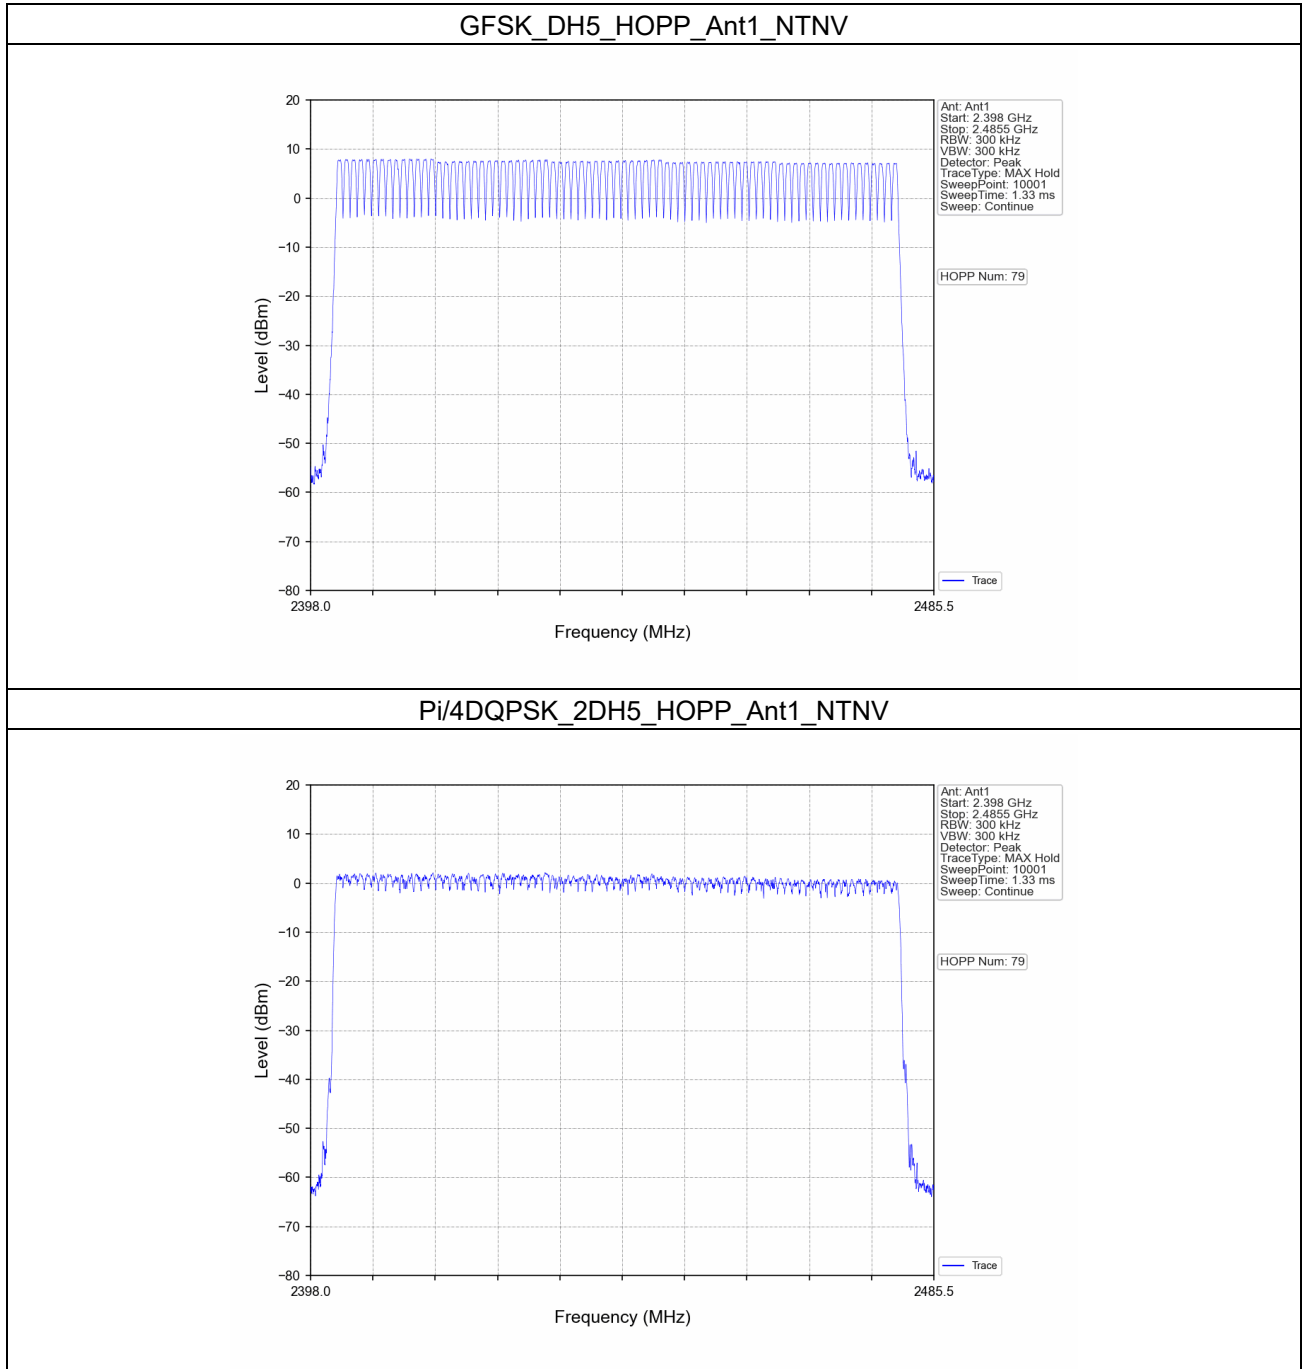 GFSK_DH5_HOPP_Ant1_NTNV
20
10
0
−10
−20
−30
−40
−50
−60
−70
−80
Level (dBm)
2398.0
2485.5
Frequency (MHz)
Ant: Ant1
Start: 2.398 GHz
Stop: 2.4855 GHz
RBW: 300 kHz
VBW: 300 kHz
Detector: Peak
TraceType: MAX Hold
SweepPoint: 10001
SweepTime: 1.33 ms
Sweep: Continue
HOPP Num: 79
Trace
Pi/4DQPSK_2DH5_HOPP_Ant1_NTNV
20
10
0
−10
−20
−30
−40
−50
−60
−70
−80
Level (dBm)
2398.0
2485.5
Frequency (MHz)
Ant: Ant1
Start: 2.398 GHz
Stop: 2.4855 GHz
RBW: 300 kHz
VBW: 300 kHz
Detector: Peak
TraceType: MAX Hold
SweepPoint: 10001
SweepTime: 1.33 ms
Sweep: Continue
HOPP Num: 79
Trace